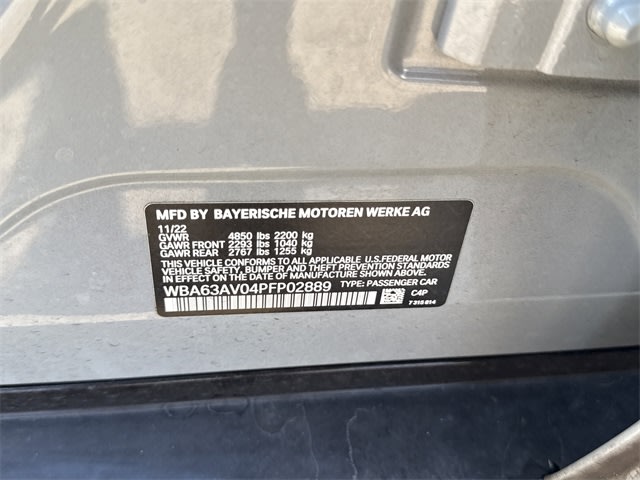 MFD BY BAYERISCHE MOTOREN WERKE AG
11/22
GVWR 4850 lbs 2200 kg
GAWR FRONT 2293 lbs 1040 kg
GAWR REAR 2767 lbs 1255 kg
THIS VEHICLE CONFORMS TO ALL APPLICABLE U.S.FEDERAL MOTOR
VEHICLE SAFETY, BUMPER AND THEFT PREVENTION STANDARDS
IN EFFECT ON THE DATE OF MANUFACTURE SHOWN ABOVE.
WBA63AV04PFP02889 TYPE: PASSENGER CAR
C4P
7 315 614